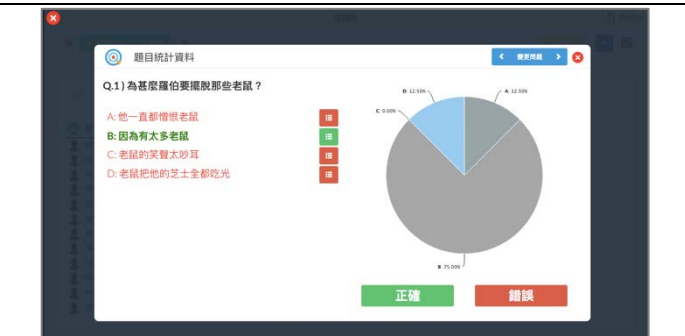 題目統計資料
變更問題
Q.1) 為甚麼羅伯要擺脫那些老鼠？
A: 他一直都憎恨老鼠
B: 因為有太多老鼠
C: 老鼠的笑聲太吵耳
D: 老鼠把他的芝士全都吃光
D: 12.50%
A: 12.50%
C: 0.00%
B: 75.00%
正確
錯誤